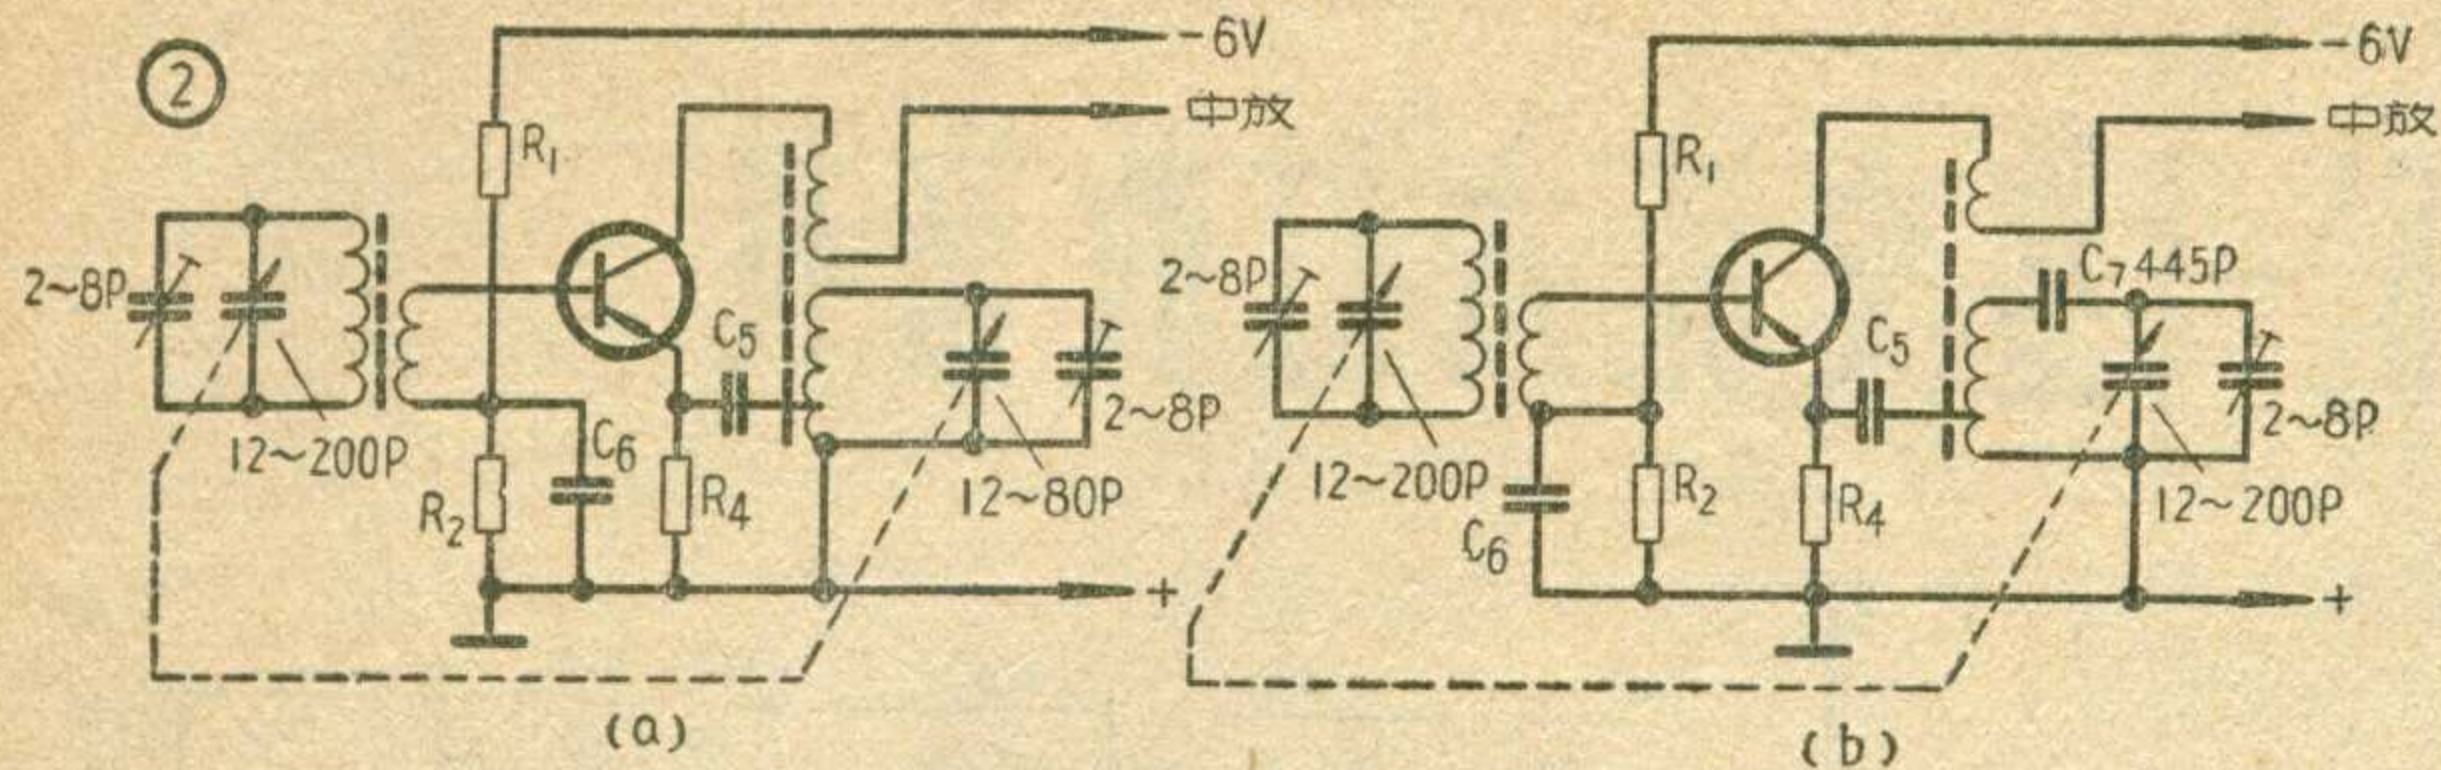 ②
-6V
中放
R₁
2~8P
12~200P
R₂
C₆
C₅
R₄
12~80P
2~8P
+
(a)
-6V
中放
R₁
2~8P
12~200P
C₆
R₂
C₅
R₄
C₇ 445P
2~8P
12~200P
+
(b)